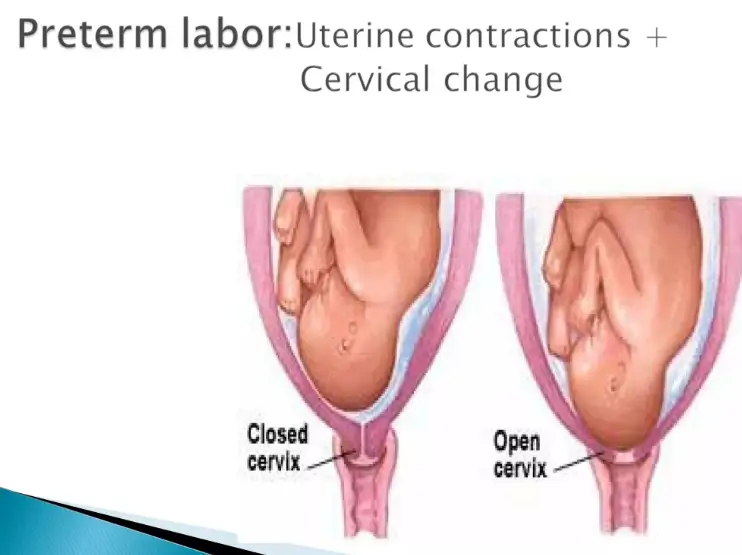 Preterm labor:Uterine contractions +
Cervical change
Closed
cervix
Open
cervix